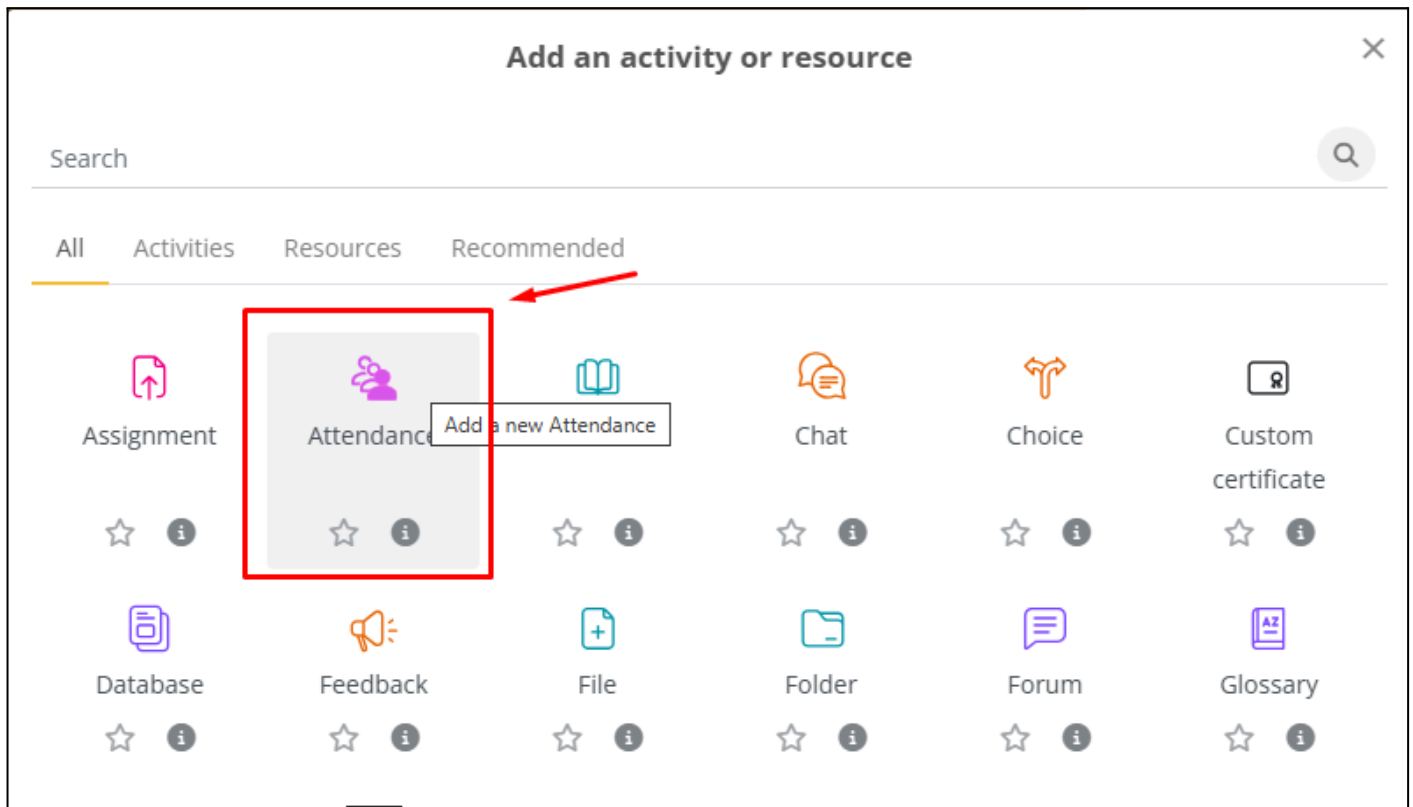 Add an activity or resource
Search
All Activities Resources Recommended
Add a new Attendance
Assignment Attendance Chat Choice Custom
certificate
Database Feedback File Folder Forum Glossary
AZ